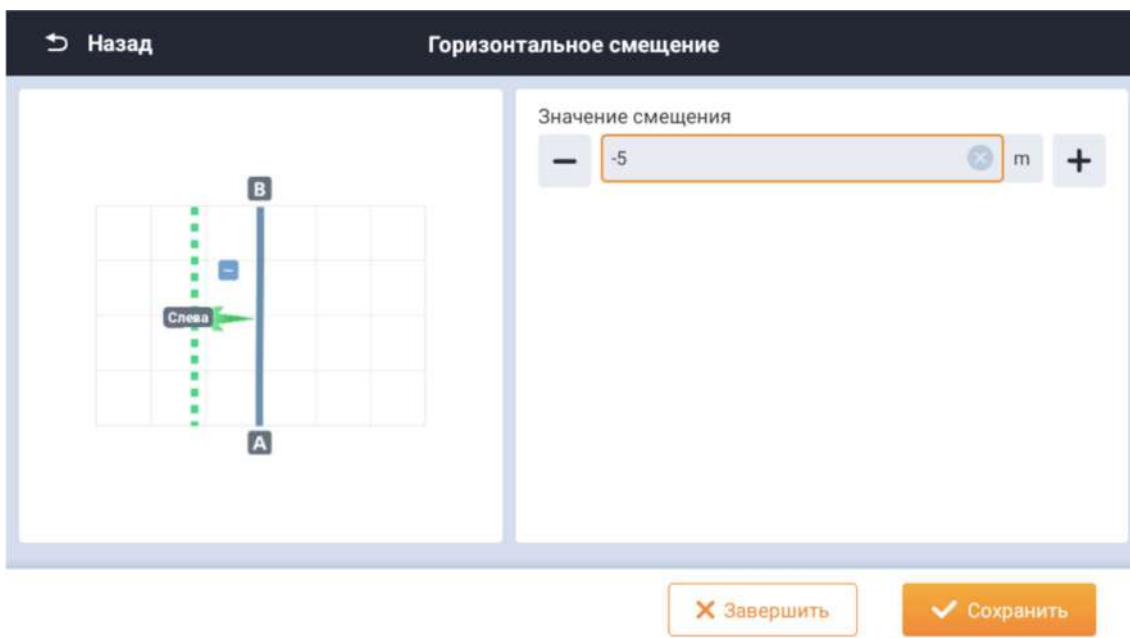 Назад
Горизонтальное смещение
Значение смещения
-5
m
B
Слева
A
Завершить
Сохранить